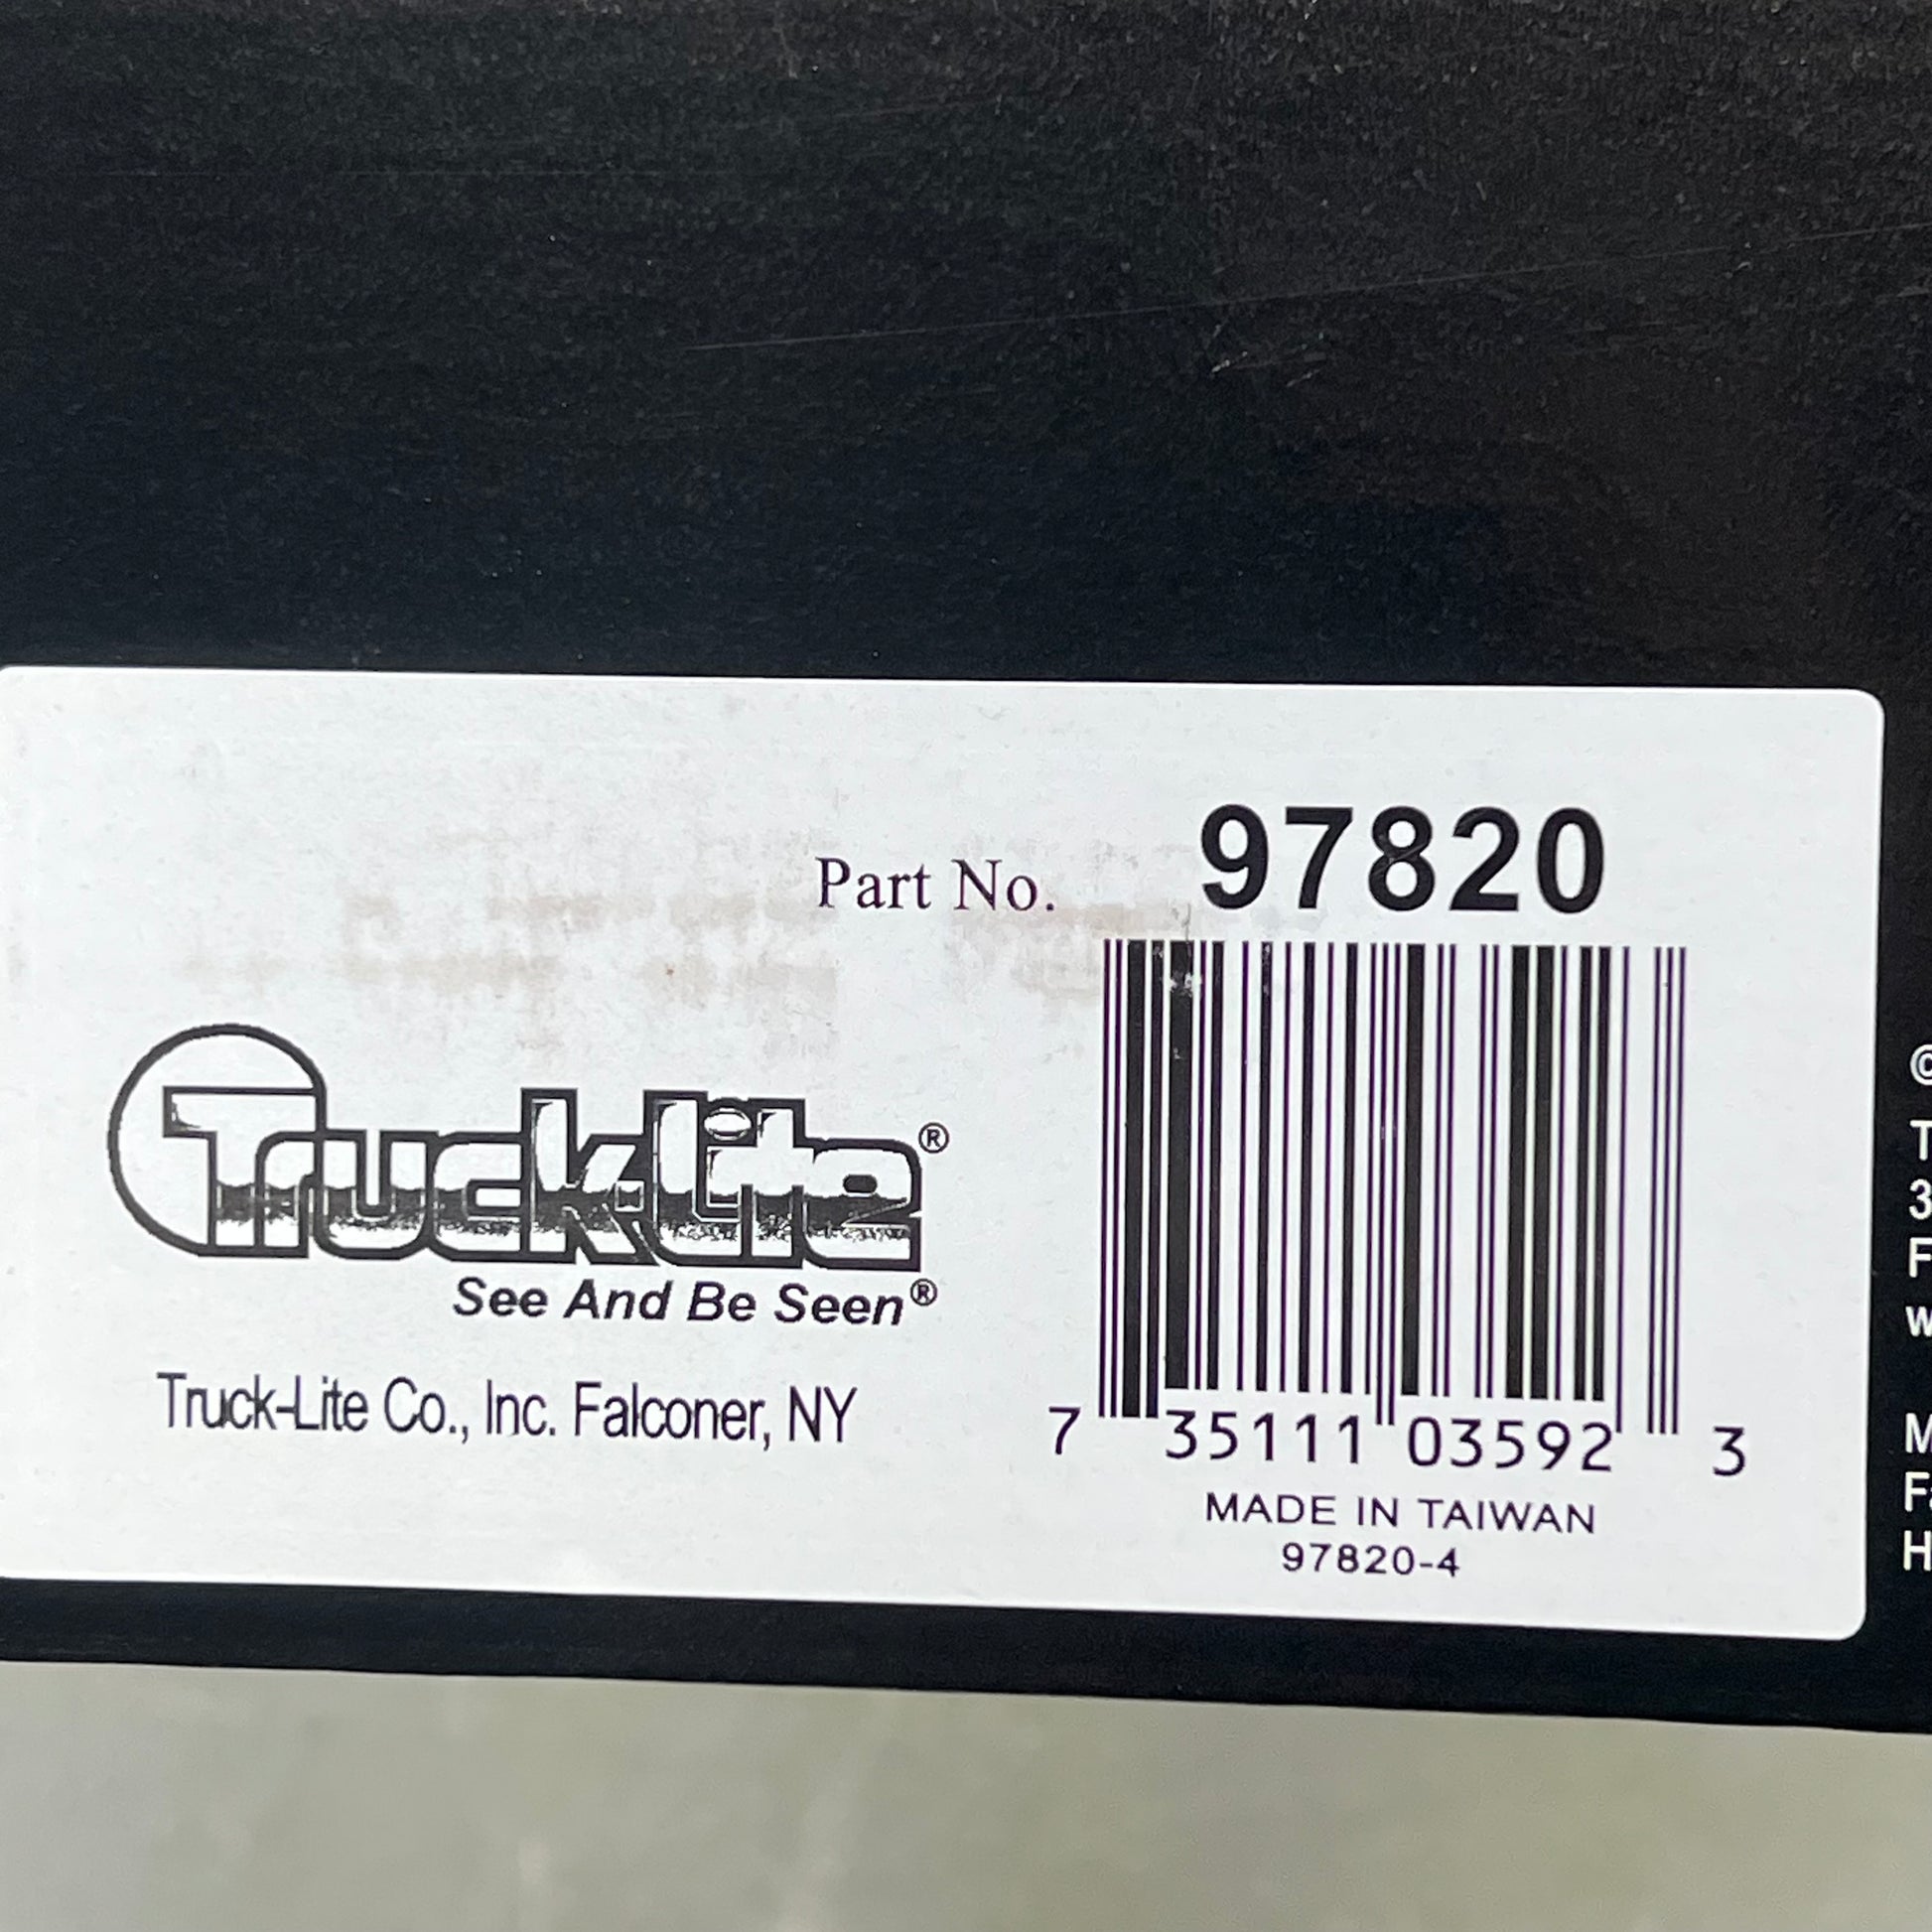 Part No. 97820
Truck-Lite®
See And Be Seen®
Truck-Lite Co., Inc. Falconer, NY
7 35111 03592 3
MADE IN TAIWAN
97820-4